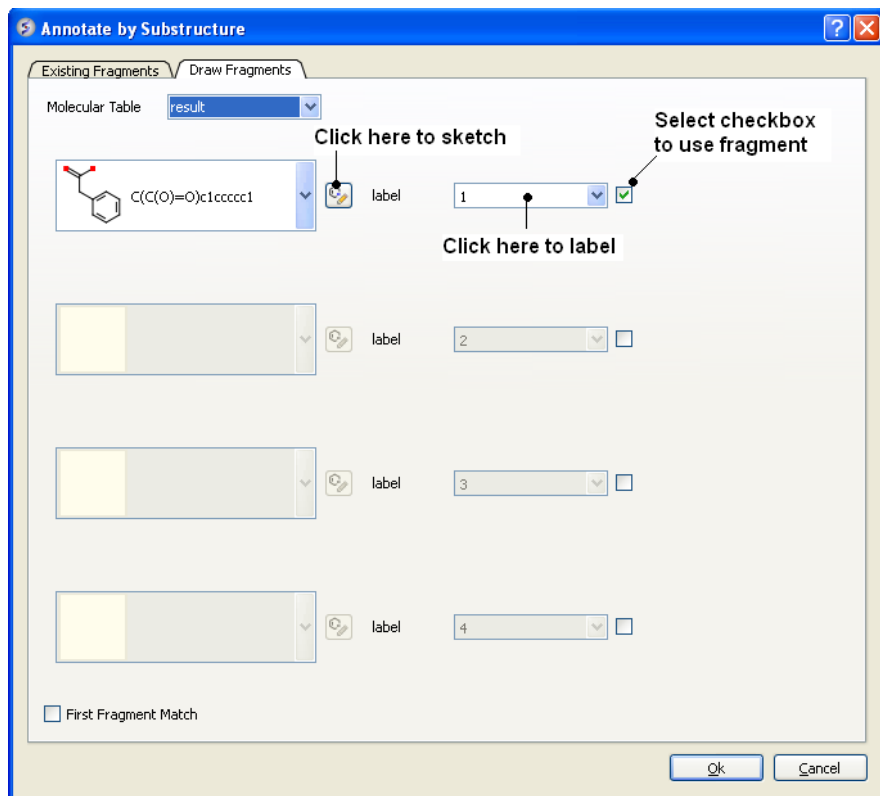 Annotate by Substructure
Existing Fragments
Draw Fragments
Molecular Table
result
Click here to sketch
Select checkbox
to use fragment
C(C(O)=O)c1ccccc1
label
1
Click here to label
label
2
label
3
label
4
First Fragment Match
Ok
Cancel